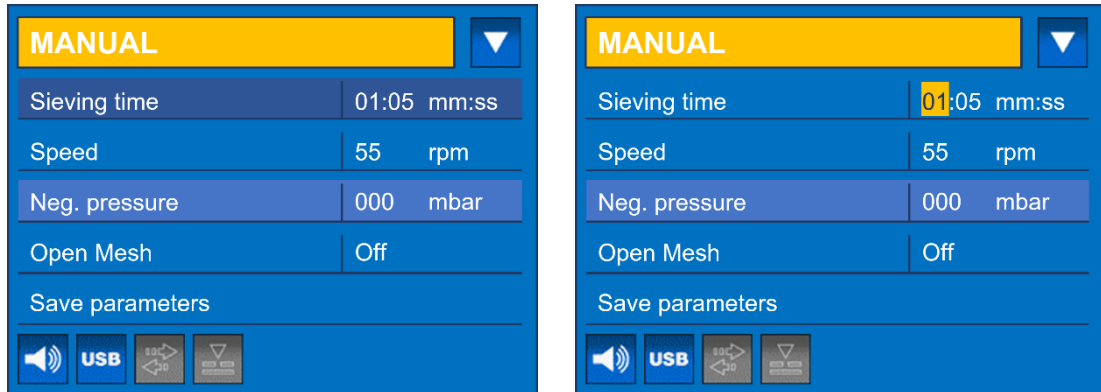 MANUAL
Sieving time 01:05 mm:ss
Speed 55 rpm
Neg. pressure 000 mbar
Open Mesh Off
Save parameters
USB
MANUAL
Sieving time 01:05 mm:ss
Speed 55 rpm
Neg. pressure 000 mbar
Open Mesh Off
Save parameters
USB